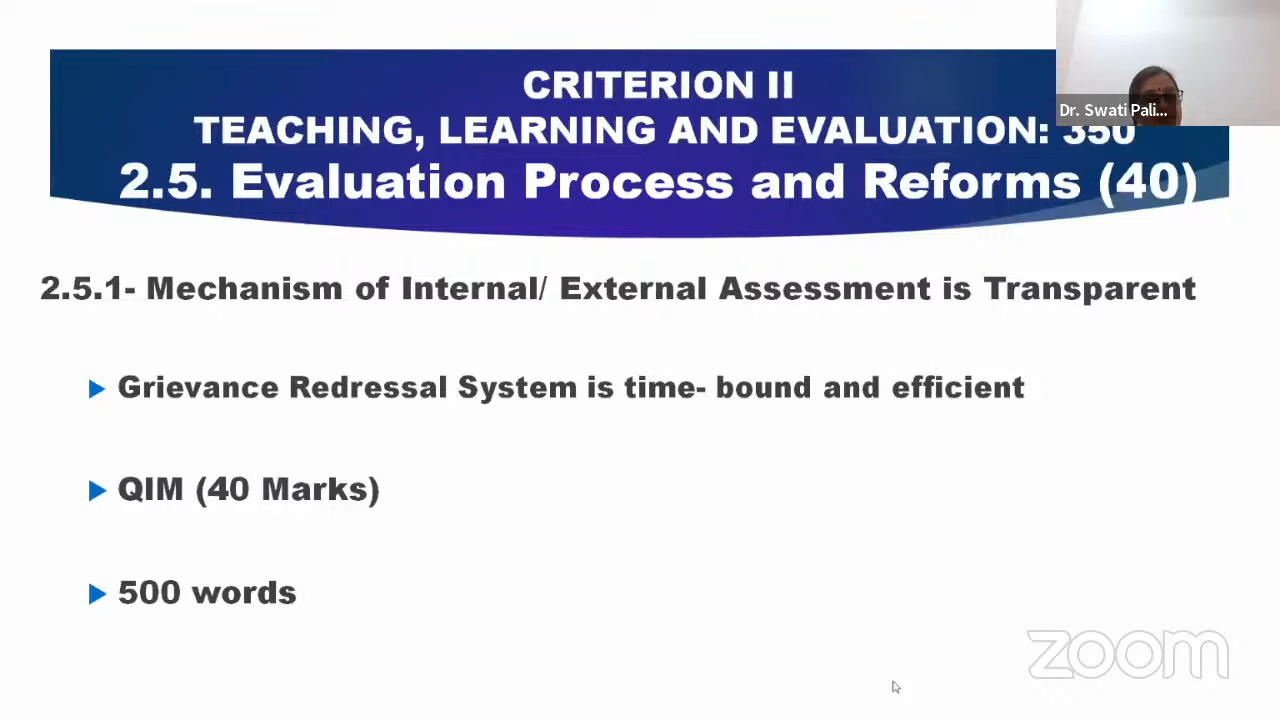 CRITERION II
TEACHING, LEARNING AND EVALUATION: 350
2.5. Evaluation Process and Reforms (40)
Dr. Swati Pali...
2.5.1- Mechanism of Internal/ External Assessment is Transparent
Grievance Redressal System is time- bound and efficient
QIM (40 Marks)
500 words
zoom